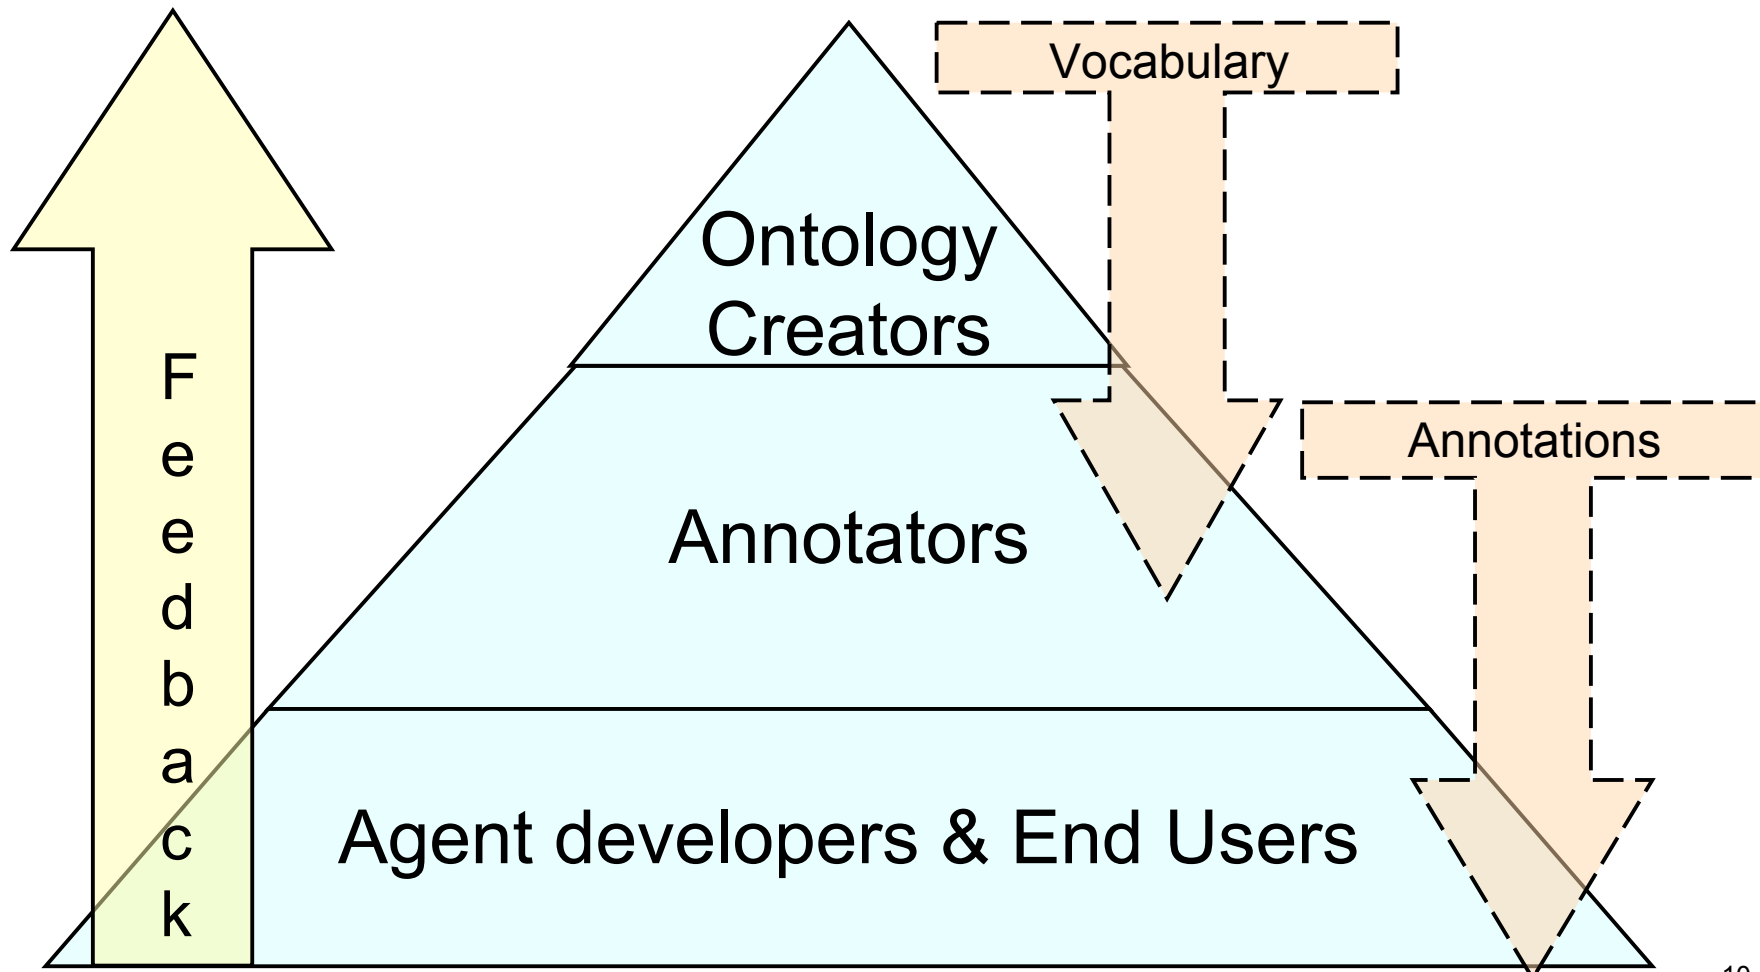 Vocabulary
Ontology
Creators
Annotations
Annotators
Agent developers & End Users
F
e
e
d
b
a
c
k